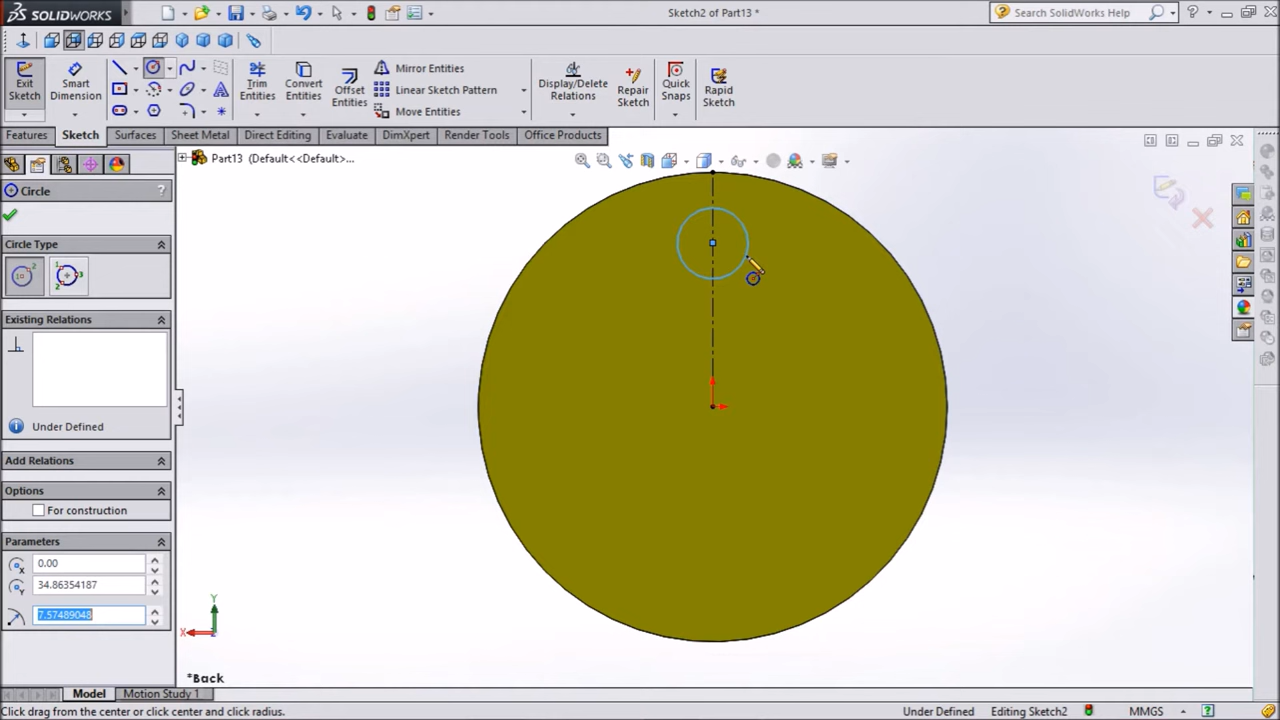 SOLIDWORKS
Sketch2 of Part13 *
Search SolidWorks Help
Exit Sketch
Smart Dimension
Trim Entities
Convert Entities
Offset Entities
Mirror Entities
Linear Sketch Pattern
Move Entities
Display/Delete Relations
Repair Sketch
Quick Snaps
Rapid Sketch
Features Sketch Surfaces Sheet Metal Direct Editing Evaluate DimXpert Render Tools Office Products
Part13 (Default<<Default>...
Circle ?
Circle Type
Existing Relations
Under Defined
Add Relations
Options
For construction
Parameters
0.00
34.86354187
7.57489048
Y
X
*Back
Model Motion Study 1
Click drag from the center or click center and click radius. Under Defined Editing Sketch2 MMGS ?